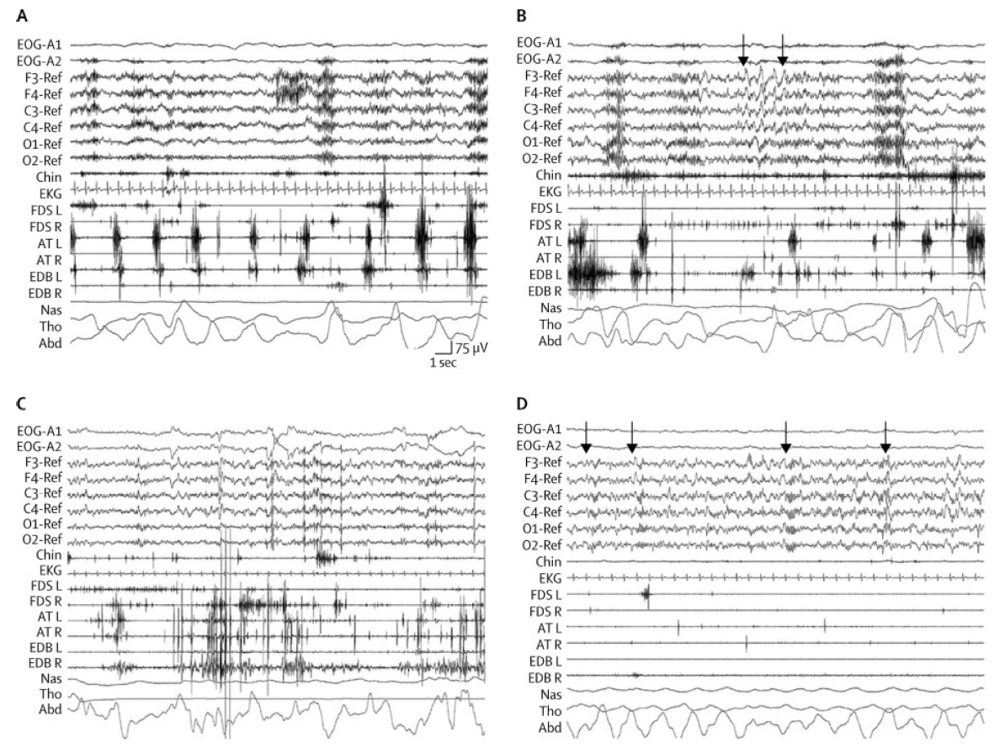 A
EOG-A1
EOG-A2
F3-Ref
F4-Ref
C3-Ref
C4-Ref
O1-Ref
O2-Ref
Chin
EKG
FDS L
FDS R
AT L
AT R
EDB L
EDB R
Nas
Tho
Abd
75 µV
1 sec
B
EOG-A1
EOG-A2
F3-Ref
F4-Ref
C3-Ref
C4-Ref
O1-Ref
O2-Ref
Chin
EKG
FDS L
FDS R
AT L
AT R
EDB L
EDB R
Nas
Tho
Abd
C
EOG-A1
EOG-A2
F3-Ref
F4-Ref
C3-Ref
C4-Ref
O1-Ref
O2-Ref
Chin
EKG
FDS L
FDS R
AT L
AT R
EDB L
EDB R
Nas
Tho
Abd
D
EOG-A1
EOG-A2
F3-Ref
F4-Ref
C3-Ref
C4-Ref
O1-Ref
O2-Ref
Chin
EKG
FDS L
FDS R
AT L
AT R
EDB L
EDB R
Nas
Tho
Abd